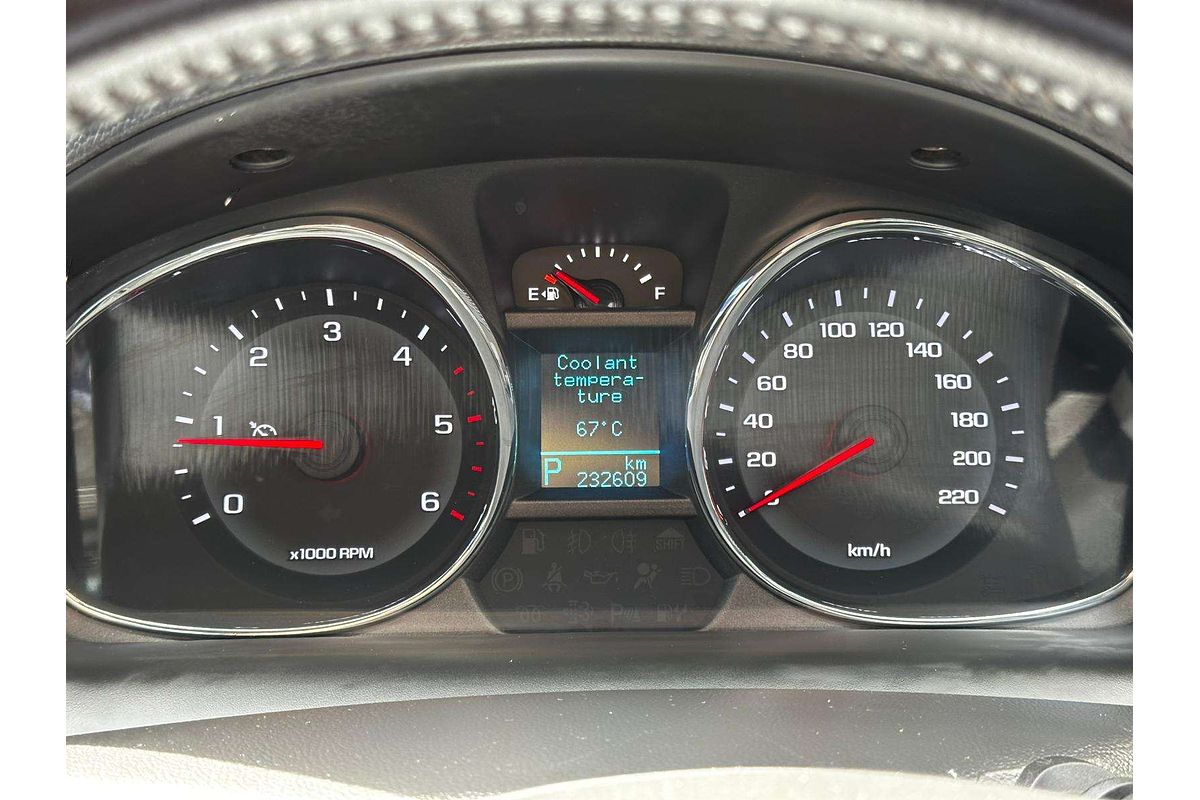 E F
Coolant
tempera-
ture
67°C
P km
232609
0 1 2 3 4 5 6
x1000 RPM
0 20 40 60 80 100 120 140 160 180 200 220
km/h
SHIFT
P